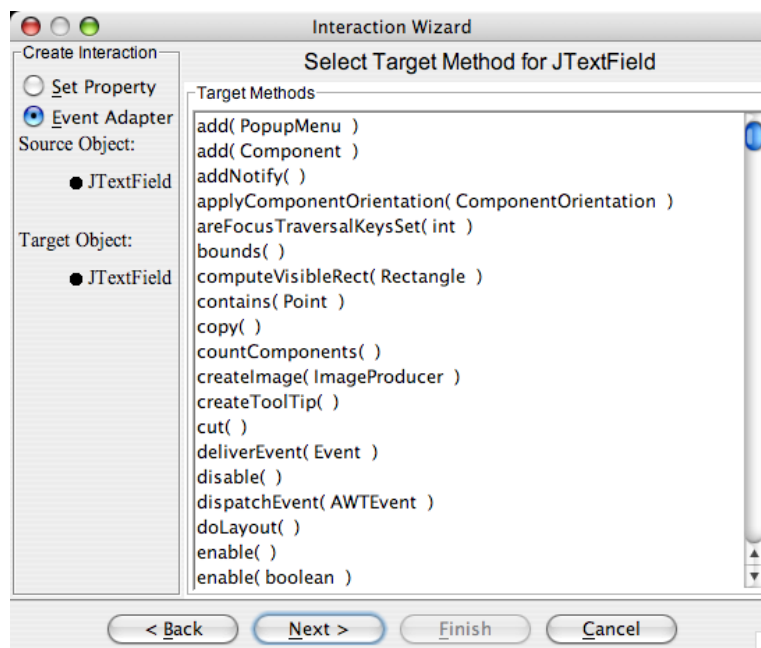 Interaction Wizard
Create Interaction
Set Property
Event Adapter
Source Object:
JTextField
Target Object:
JTextField
Select Target Method for JTextField
Target Methods
add( PopupMenu )
add( Component )
addNotify( )
applyComponentOrientation( ComponentOrientation )
areFocusTraversalKeysSet( int )
bounds( )
computeVisibleRect( Rectangle )
contains( Point )
copy( )
countComponents( )
createImage( ImageProducer )
createToolTip( )
cut( )
deliverEvent( Event )
disable( )
dispatchEvent( AWTEvent )
doLayout( )
enable( )
enable( boolean )
< Back Next > Finish Cancel